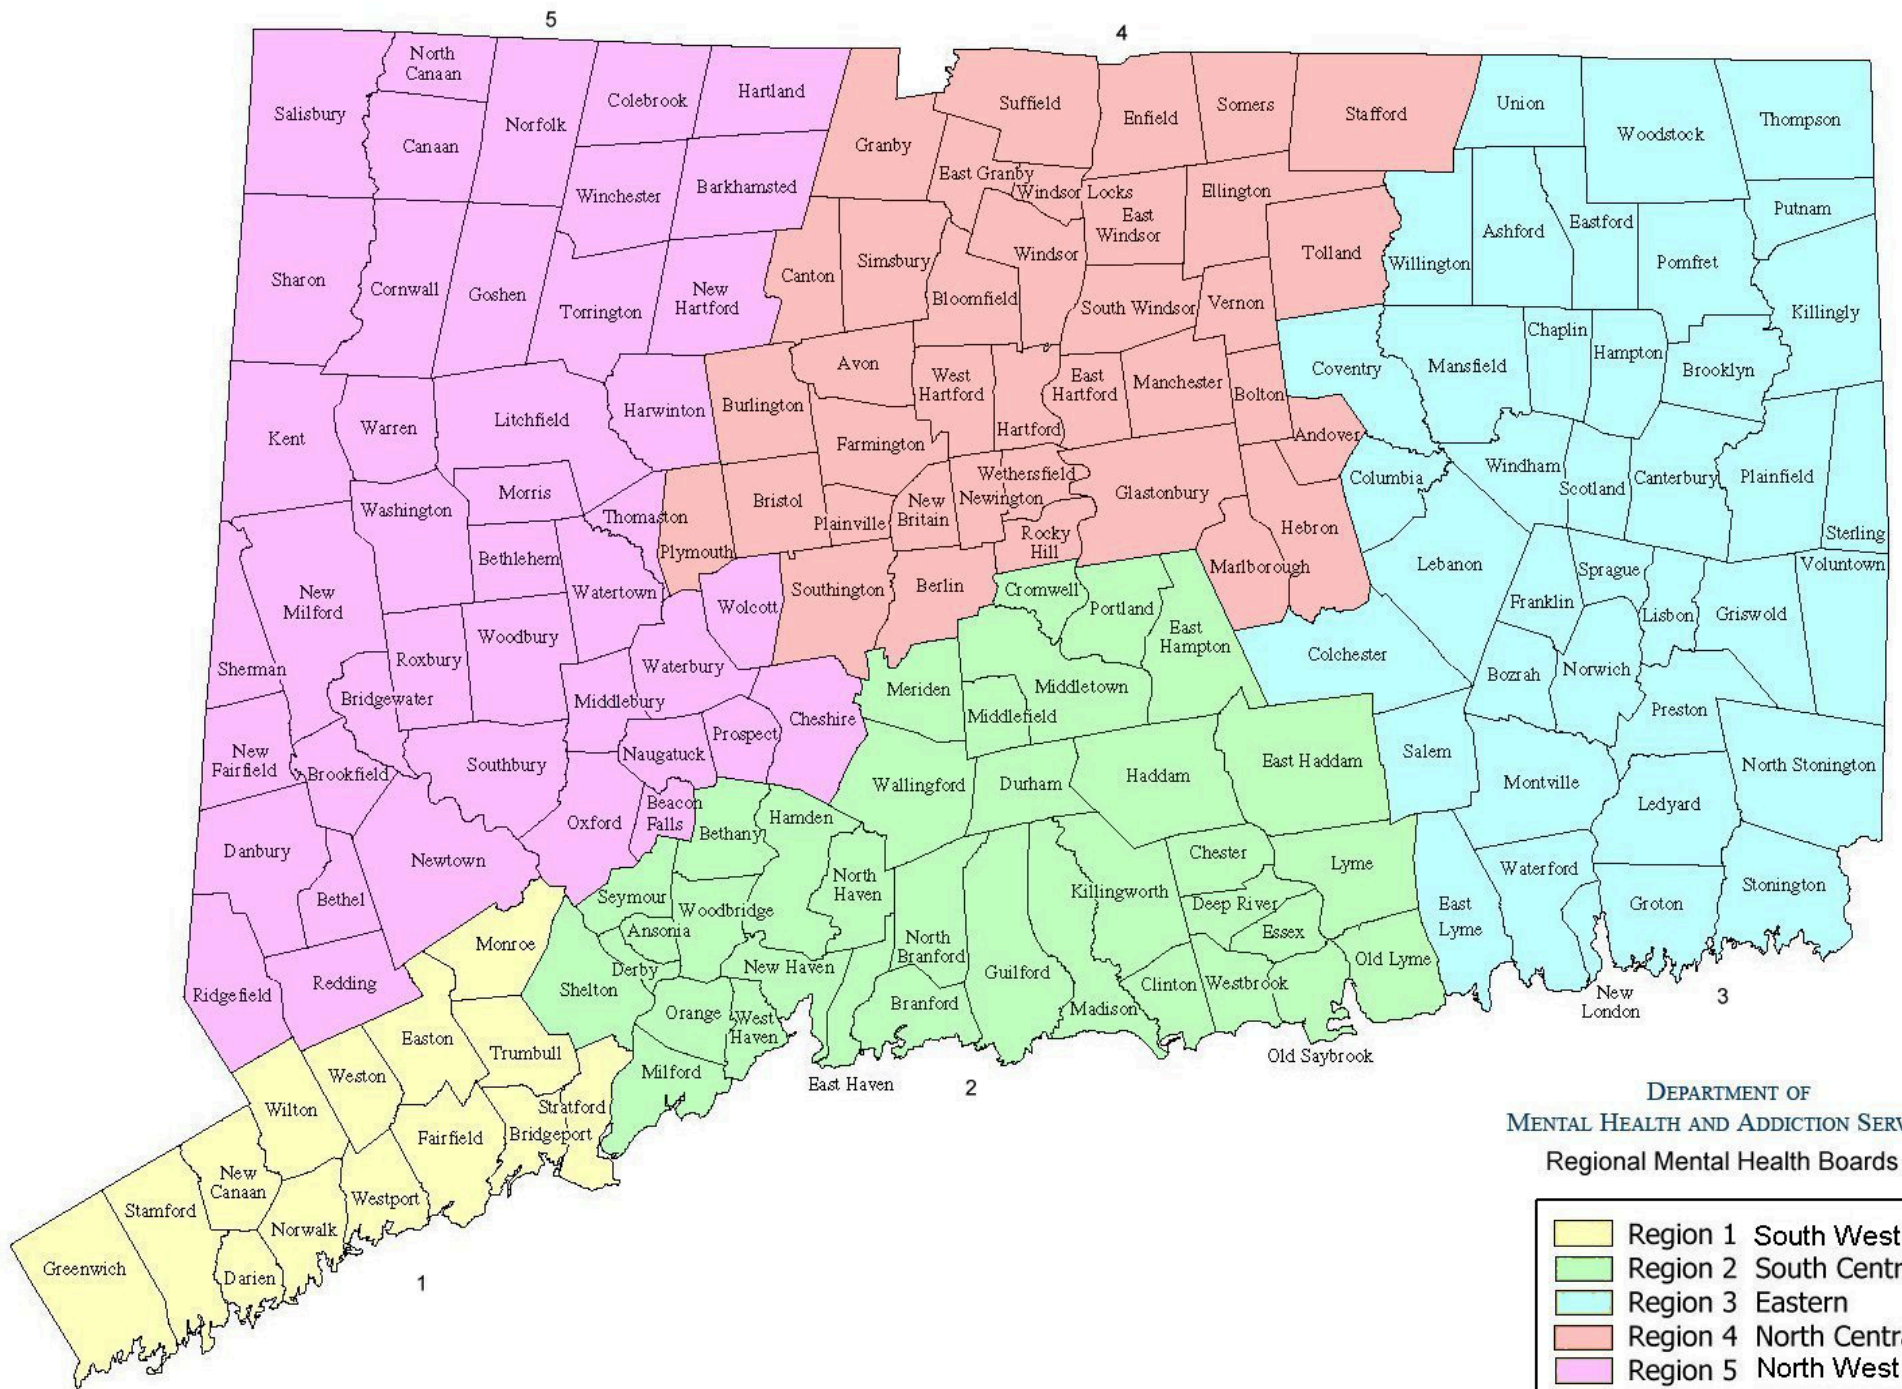 5
4
North
Canaan
Salisbury
Canaan
Norfolk
Colebrook
Hartland
Winchester
Barkhamsted
Granby
Suffield
East Granby
Windsor Locks
Enfield
Somers
Stafford
Union
Woodstock
Thompson
Putnam
Sharon
Cornwall
Goshen
Torrington
New
Hartford
Canton
Simsbury
Bloomfield
Windsor
East
Windsor
Ellington
South Windsor
Vernon
Tolland
Willington
Ashford
Eastford
Pomfret
Killingly
Kent
Warren
Litchfield
Harwinton
Burlington
Avon
West
Hartford
Hartford
East
Hartford
Manchester
Bolton
Andover
Coventry
Mansfield
Chaplin
Hampton
Brooklyn
Farmington
Washington
Morris
Thomaston
Plymouth
Bristol
Plainville
New
Britain
Newington
Wethersfield
Rocky
Hill
Glastonbury
Hebron
Marlborough
Columbia
Windham
Scotland
Canterbury
Plainfield
Sterling
New
Milford
Bethlehem
Watertown
Wolcott
Southington
Berlin
Cromwell
Portland
East
Hampton
Lebanon
Franklin
Sprague
Lisbon
Griswold
Voluntown
Sherman
Bridgewater
Roxbury
Woodbury
Middlebury
Waterbury
Cheshire
Meriden
Middlefield
Middletown
Colchester
Bozrah
Norwich
Preston
New
Fairfield
Brookfield
Southbury
Naugatuck
Prospect
Wallingford
Durham
Haddam
East Haddam
Salem
Montville
Ledyard
North Stonington
Danbury
Bethel
Newtown
Oxford
Beacon
Falls
Bethany
Hamden
North
Haven
Killingworth
Chester
Deep River
Essex
Lyme
East
Lyme
Waterford
Groton
Stonington
Ridgefield
Redding
Monroe
Seymour
Ansonia
Derby
Woodbridge
Shelton
Orange
New Haven
West
Haven
North
Branford
Branford
Guilford
Madison
Clinton
Westbrook
Old Lyme
New
London
3
Old Saybrook
East Haven
2
Milford
Easton
Trumbull
Weston
Wilton
Fairfield
Stratford
Bridgeport
New
Canaan
Westport
Norwalk
Stamford
Darien
Greenwich
1
DEPARTMENT OF
MENTAL HEALTH AND ADDICTION SERV
Regional Mental Health Boards
Region 1 South West
Region 2 South Centr
Region 3 Eastern
Region 4 North Centra
Region 5 North West